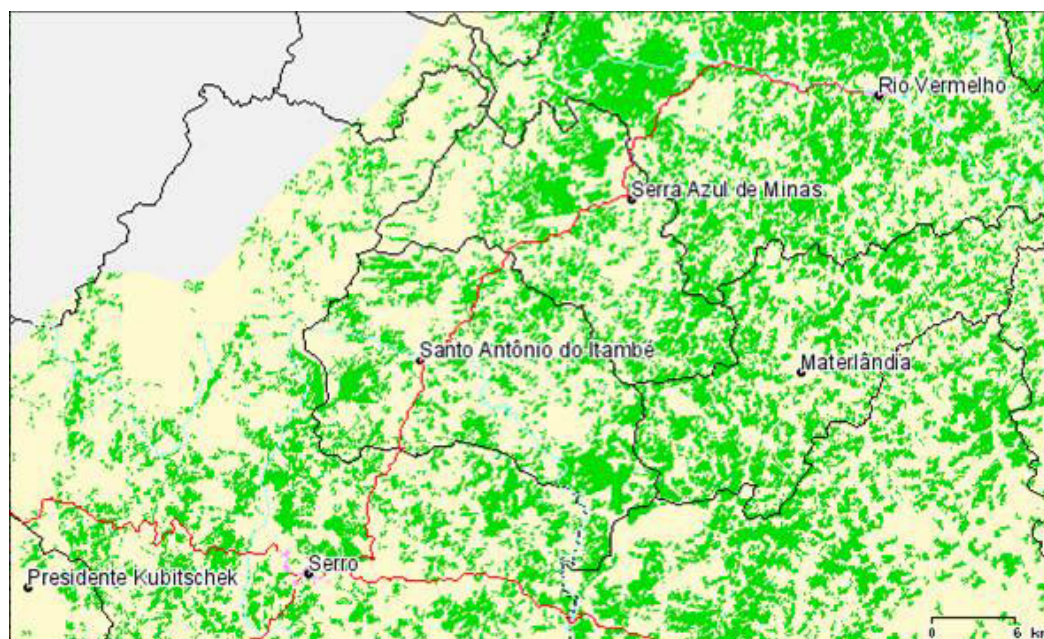 Rio Vermelho
Serra Azul de Minas
Santo Antônio do Itambé
Materlândia
Serro
Presidente Kubitschek
0 6 km